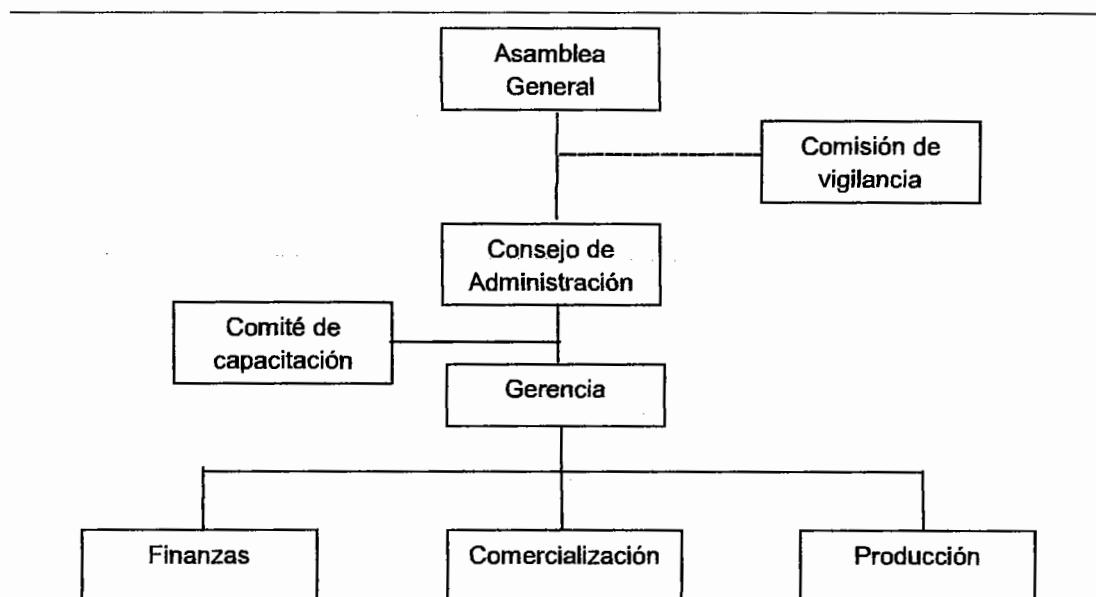 Asamblea
General
Comisión de
vigilancia
Consejo de
Administración
Comité de
capacitación
Gerencia
Finanzas
Comercialización
Producción